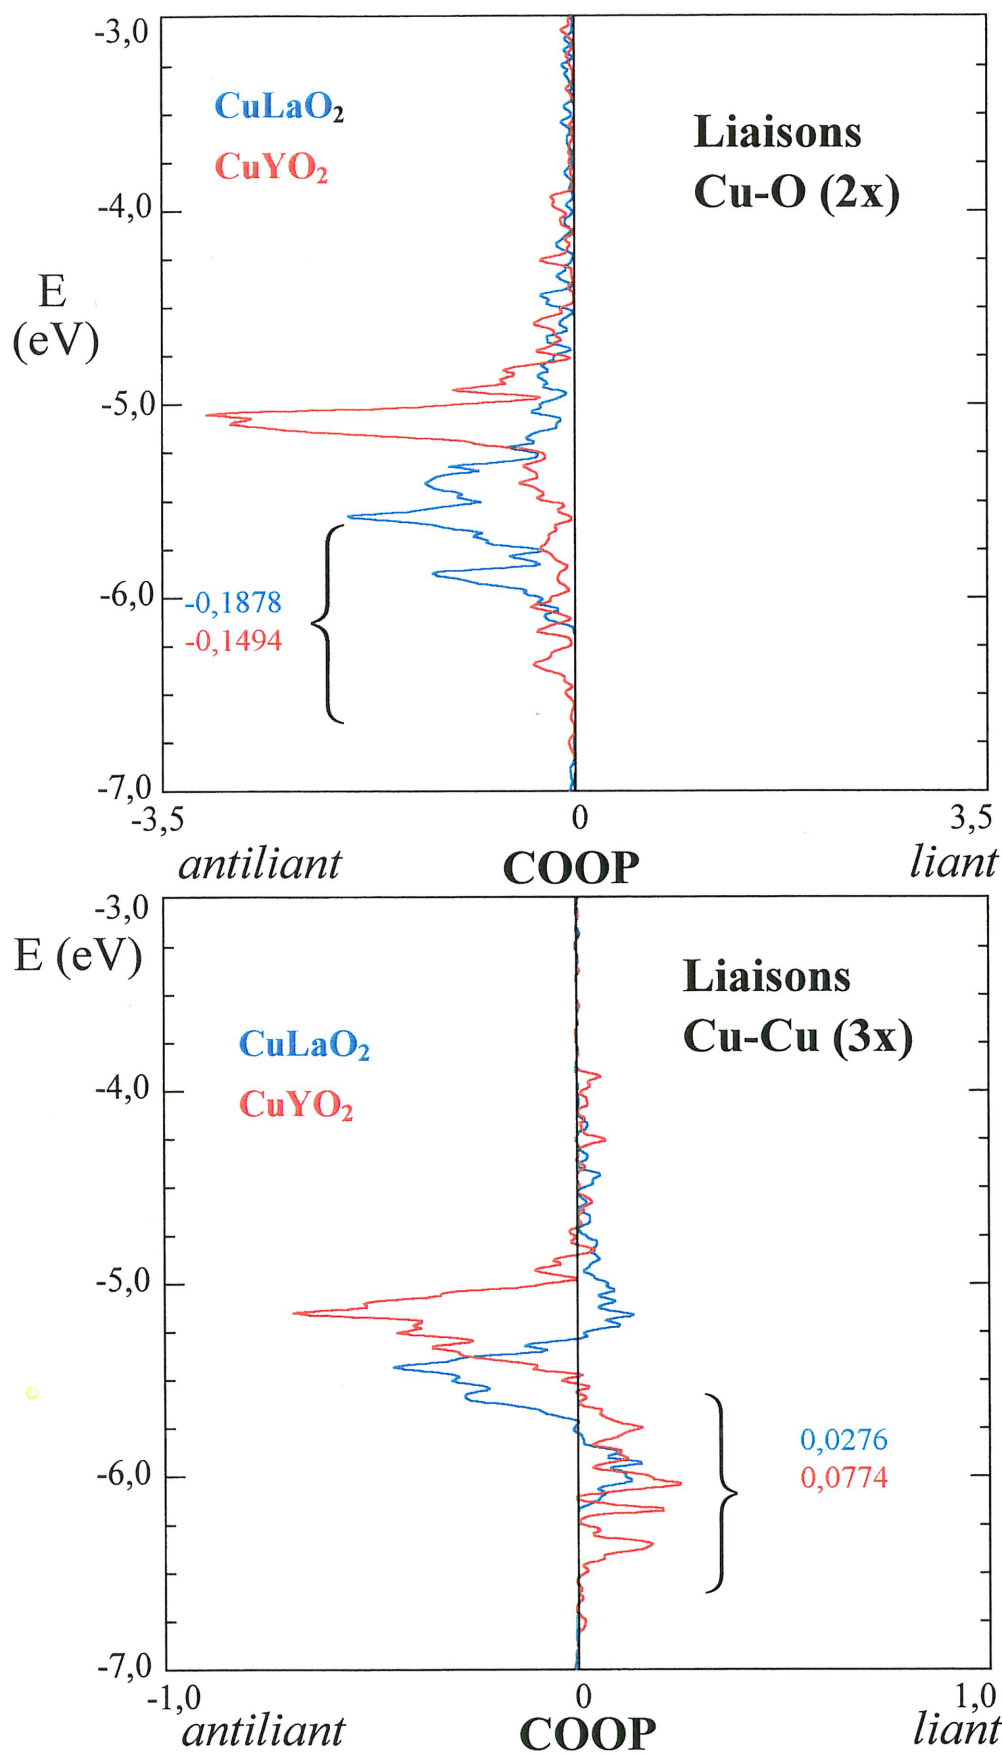 -3,0
CuLaO₂
CuYO₂
Liaisons
Cu-O (2x)
-4,0
E
(eV)
-5,0
-6,0
-0,1878
-0,1494
-7,0
-3,5
0
3,5
antiliant
COOP
liant
-3,0
E (eV)
Liaisons
Cu-Cu (3x)
CuLaO₂
CuYO₂
-4,0
-5,0
0,0276
0,0774
-6,0
-7,0
-1,0
0
1,0
antiliant
COOP
liant